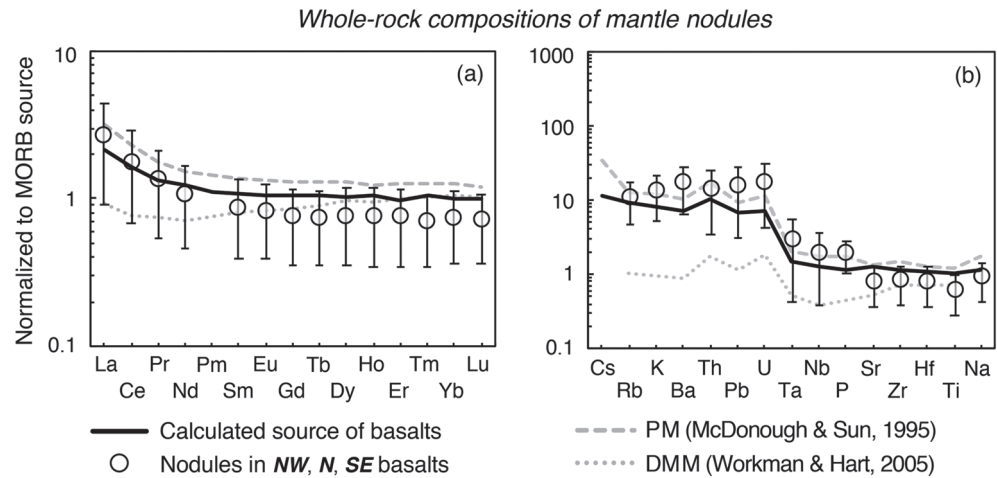 Whole-rock compositions of mantle nodules
Normalized to MORB source
10
1
0.1
(a)
La Pr Pm Eu Tb Ho Tm Lu
Ce Nd Sm Gd Dy Er Yb
1000
100
10
1
0.1
(b)
Cs K Th U Nb Sr Hf Na
Rb Ba Pb Ta P Zr Ti
Calculated source of basalts
Nodules in NW, N, SE basalts
PM (McDonough & Sun, 1995)
DMM (Workman & Hart, 2005)